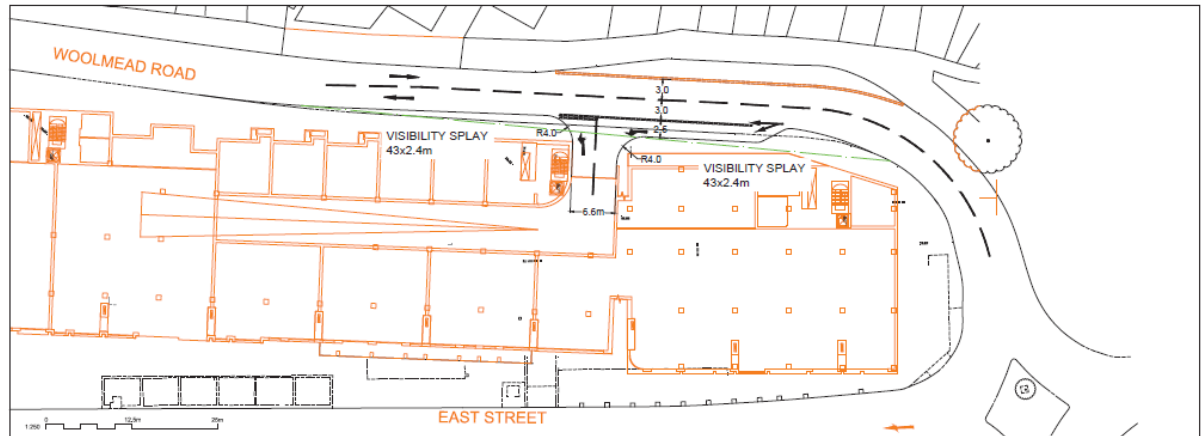 WOOLMEAD ROAD
3.0
3.0
2.5
R4.0
VISIBILITY SPLAY
43x2.4m
R4.0
VISIBILITY SPLAY
43x2.4m
6.6m
EAST STREET
1:250
0
12.5m
25m